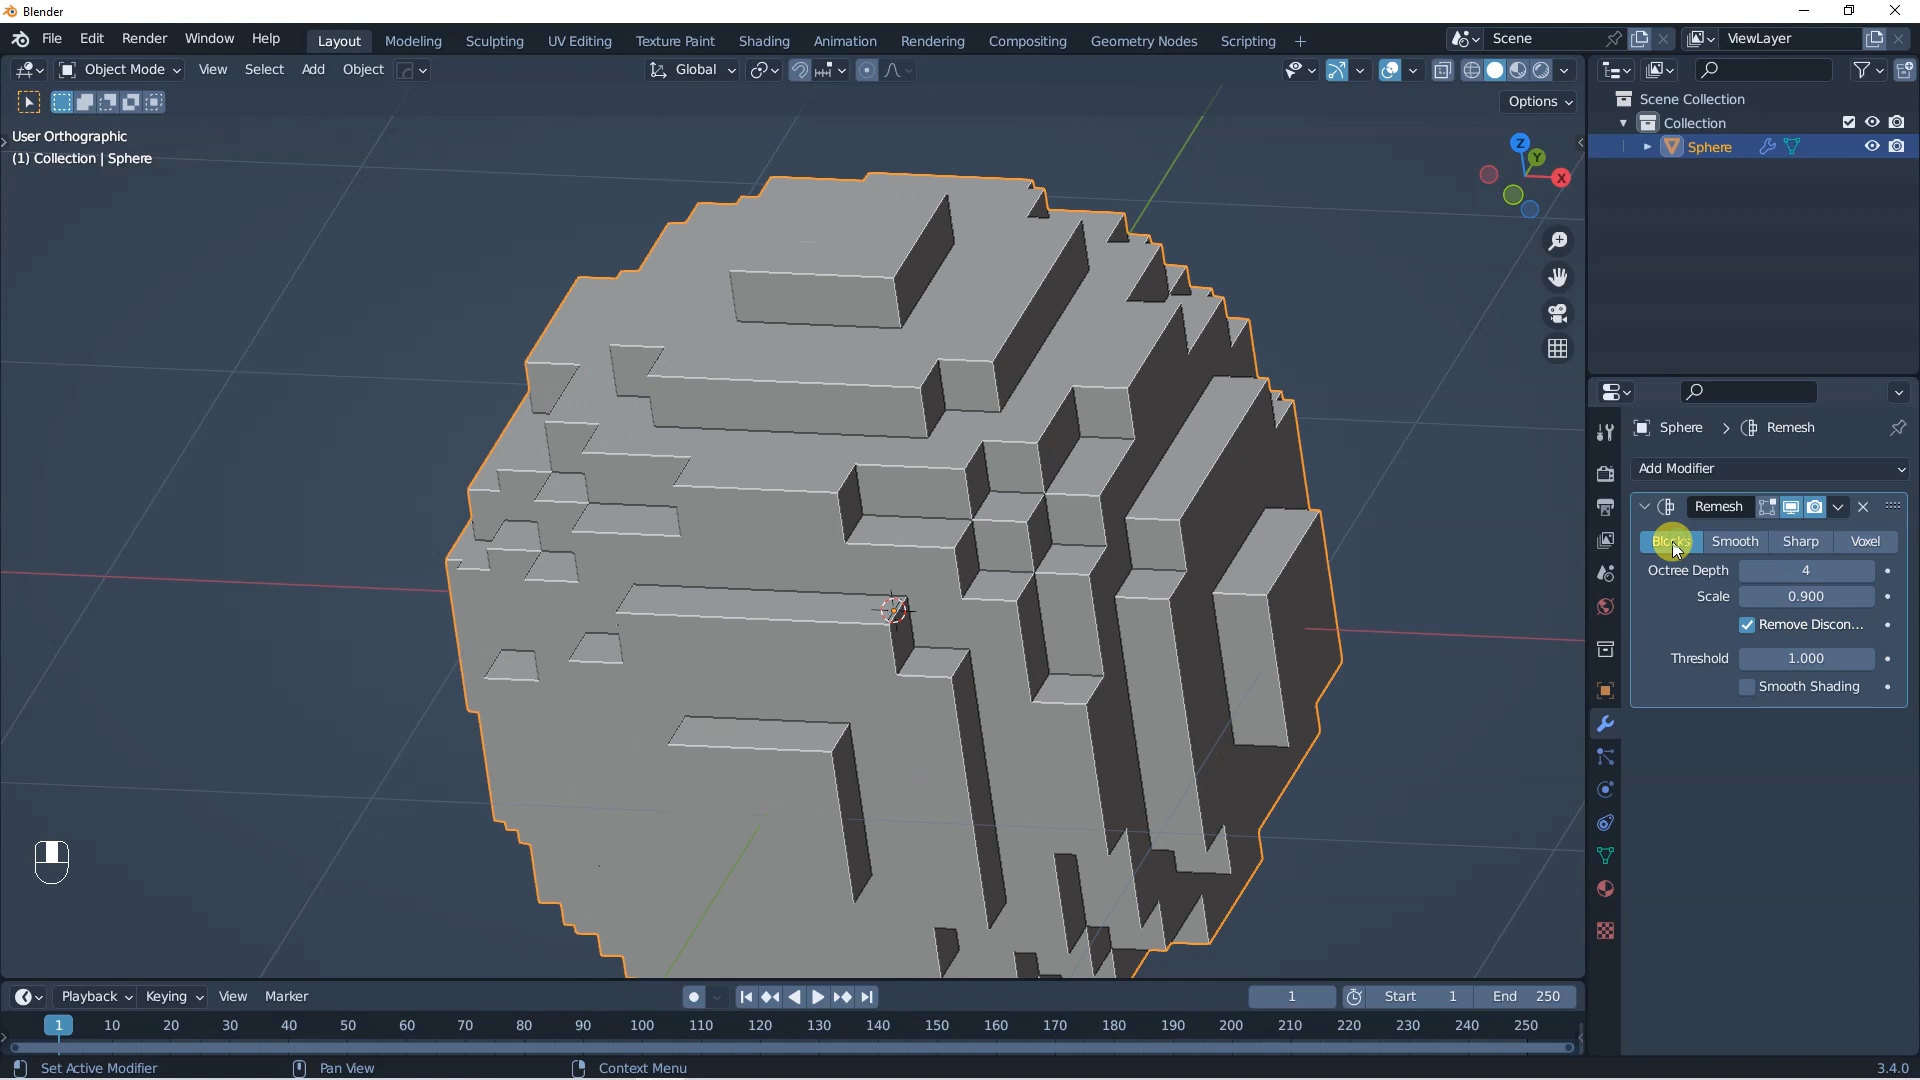 Blender
File Edit Render Window Help Layout Modeling Sculpting UV Editing Texture Paint Shading Animation Rendering Compositing Geometry Nodes Scripting + Scene ViewLayer
Object Mode View Select Add Object Global
Options
User Orthographic
(1) Collection | Sphere
Z
Y
X
Scene Collection
Collection
Sphere
Sphere > Remesh
Add Modifier
Remesh
Blocks Smooth Sharp Voxel
Octree Depth 4
Scale 0.900
Remove Discon...
Threshold 1.000
Smooth Shading
Playback Keying View Marker 1 Start 1 End 250
1 10 20 30 40 50 60 70 80 90 100 110 120 130 140 150 160 170 180 190 200 210 220 230 240 250
Set Active Modifier Pan View Context Menu 3.4.0